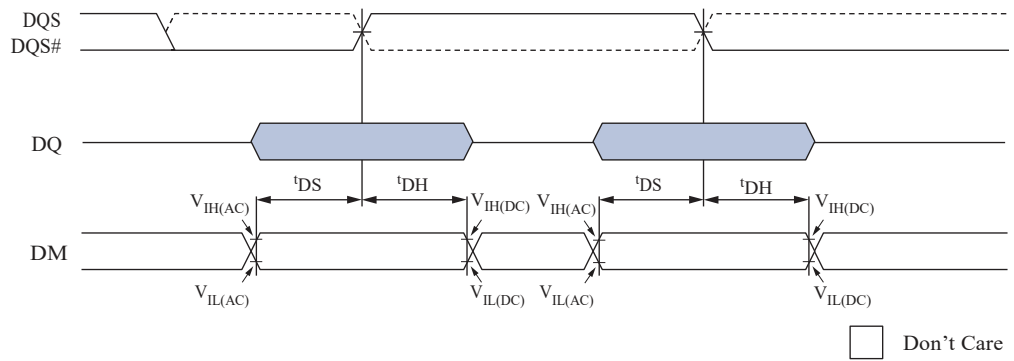 DQS
DQS#
DQ
tDS tDH tDS tDH
VIH(AC) VIH(DC) VIH(AC) VIH(DC)
DM
VIL(AC) VIL(DC) VIL(AC) VIL(DC)
Don't Care